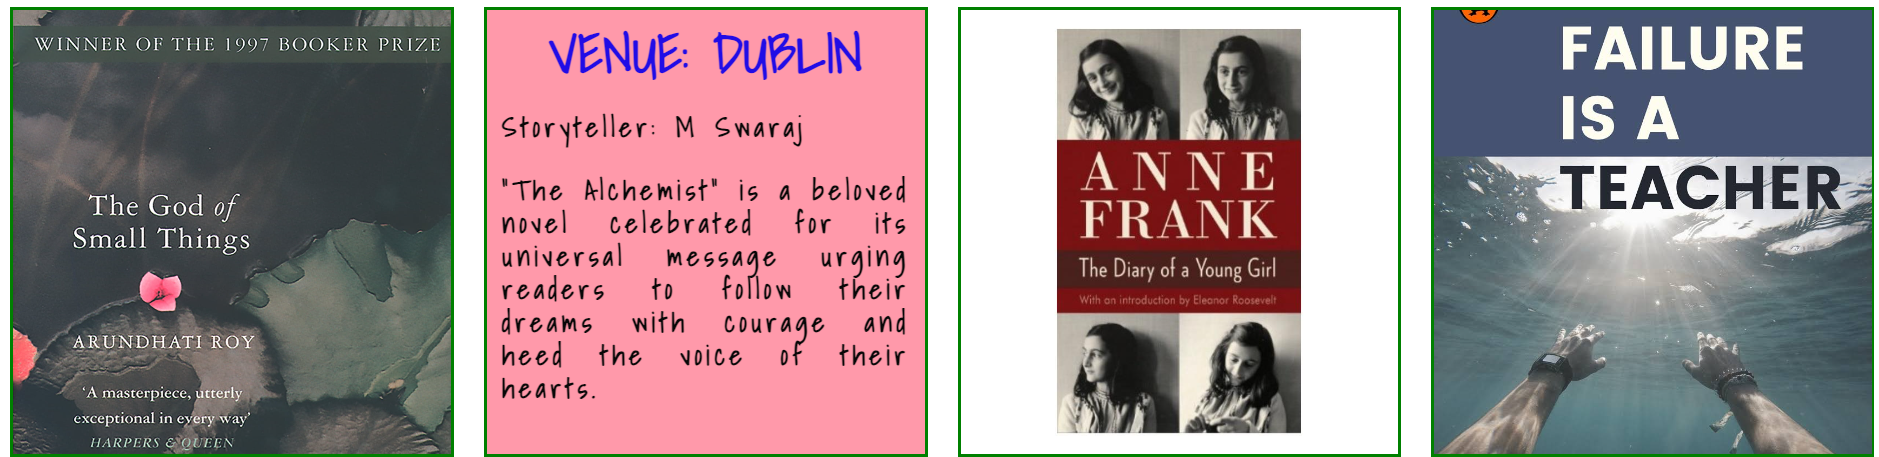 WINNER OF THE 1997 BOOKER PRIZE
The God of
Small Things
ARUNDHATI ROY
'A masterpiece, utterly
exceptional in every way'
HARPERS & QUEEN
VENUE: DUBLIN
Storyteller: M Swaraj
"The Alchemist" is a beloved
novel celebrated for its
universal message urging
readers to follow their
dreams with courage and
heed the voice of their
hearts.
ANNE
FRANK
The Diary of a Young Girl
With an introduction by Eleanor Roosevelt
FAILURE
IS A
TEACHER